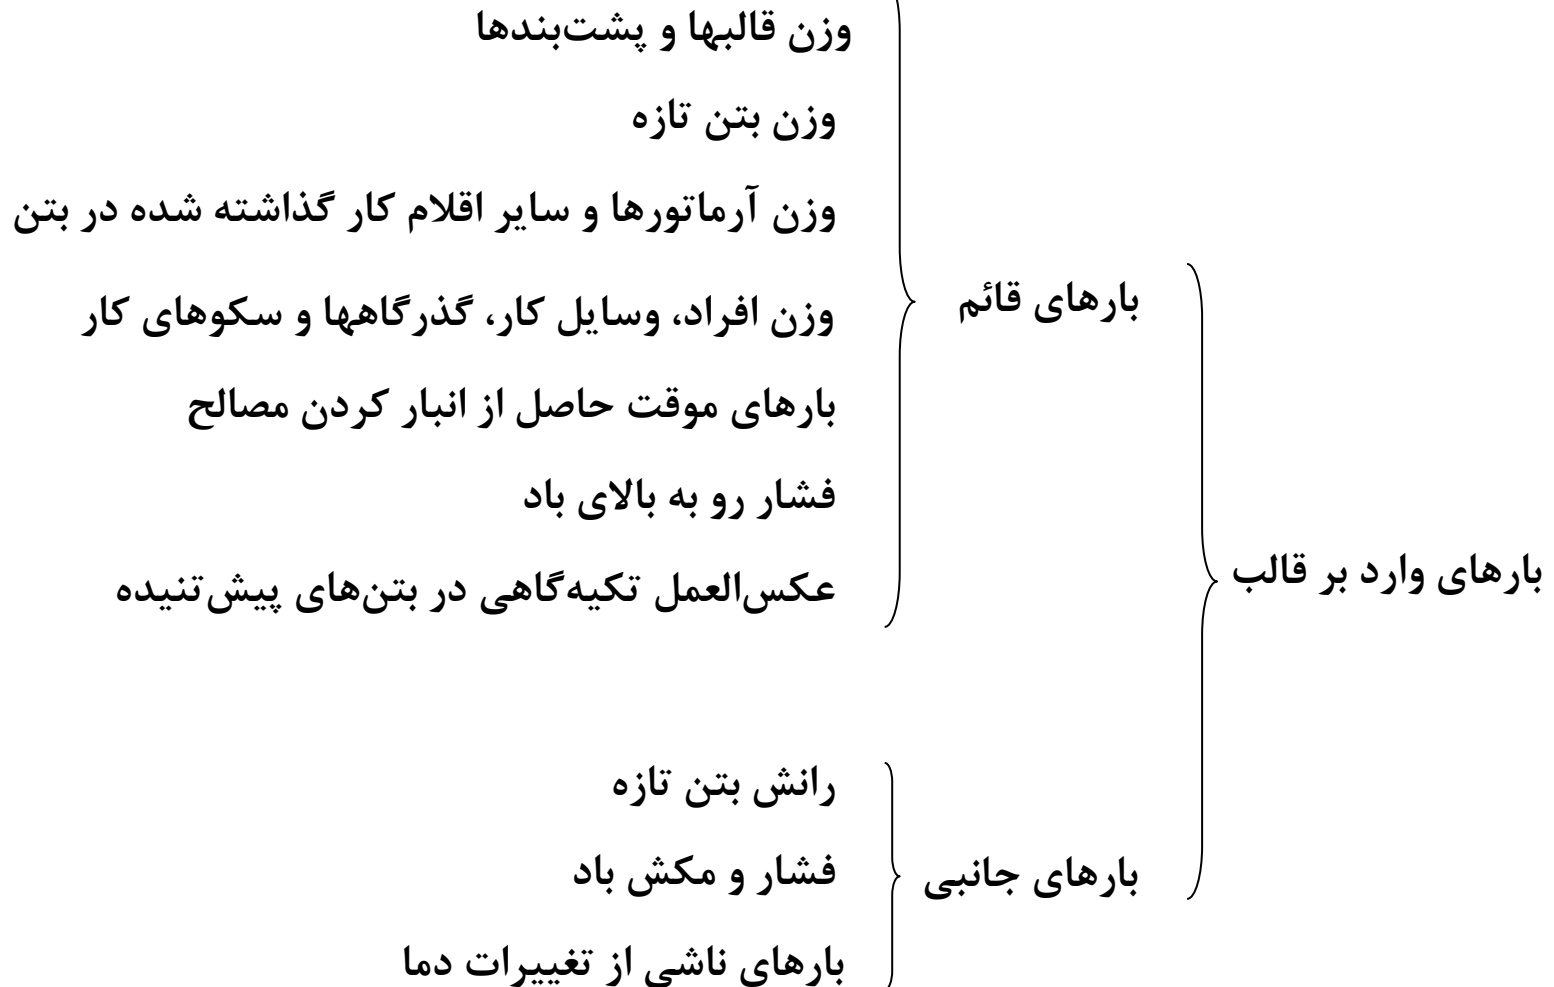 بارهای وارد بر قالب
بارهای قائم
وزن قالبها و پشت‌بندها
وزن بتن تازه
وزن آرماتورها و سایر اقلام کار گذاشته شده در بتن
وزن افراد، وسایل کار، گذرگاهها و سکوهای کار
بارهای موقت حاصل از انبار کردن مصالح
فشار رو به بالای باد
عکس‌العمل تکیه‌گاهی در بتن‌های پیش‌تنیده
بارهای جانبی
رانش بتن تازه
فشار و مکش باد
بارهای ناشی از تغییرات دما